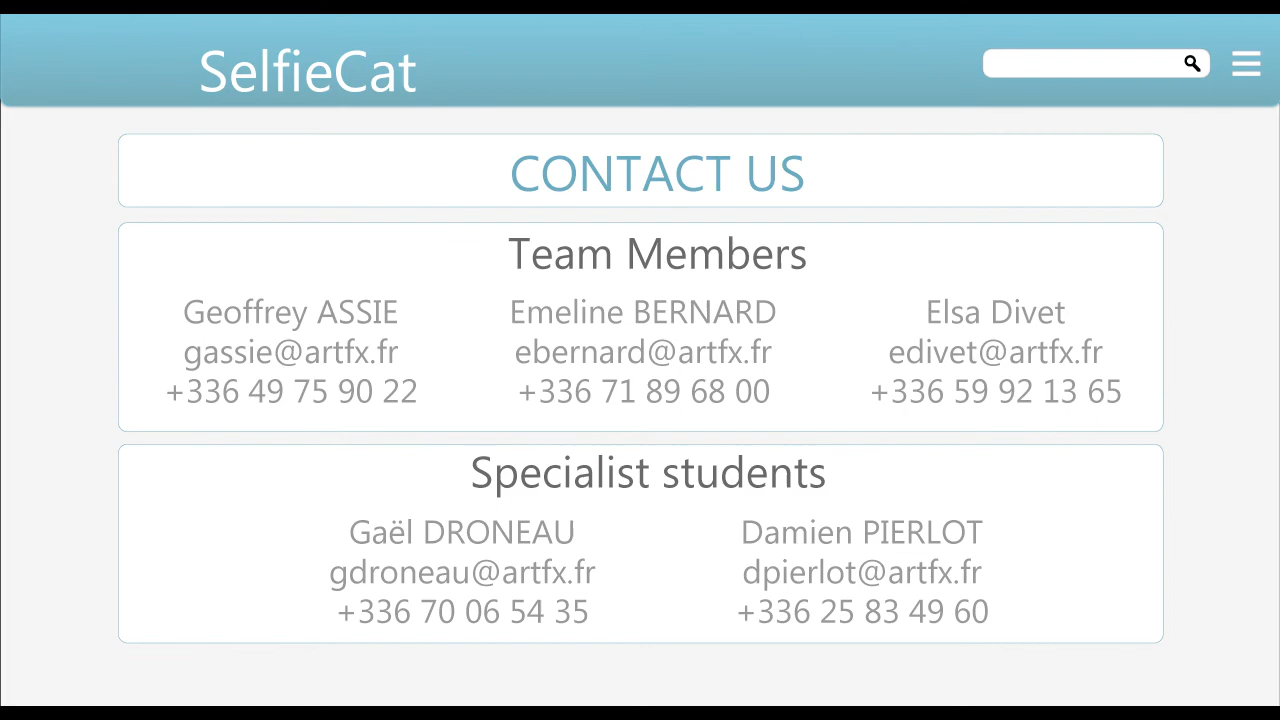 SelfieCat
CONTACT US
Team Members
Geoffrey ASSIE
gassie@artfx.fr
+336 49 75 90 22
Emeline BERNARD
ebernard@artfx.fr
+336 71 89 68 00
Elsa Divet
edivet@artfx.fr
+336 59 92 13 65
Specialist students
Gaël DRONEAU
gdroneau@artfx.fr
+336 70 06 54 35
Damien PIERLOT
dpierlot@artfx.fr
+336 25 83 49 60